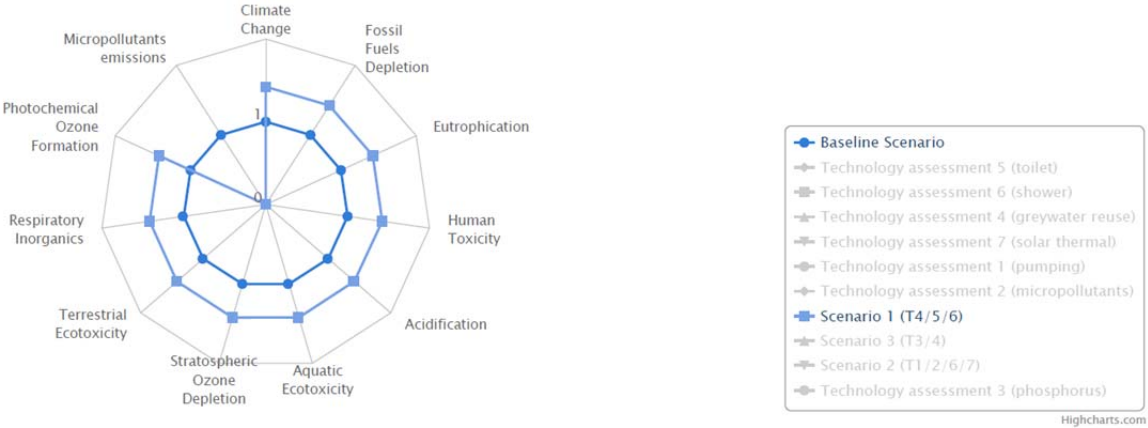 Climate
Change
Fossil
Fuels
Depletion
Eutrophication
Human
Toxicity
Acidification
Aquatic
Ecotoxicity
Stratospheric
Ozone
Depletion
Terrestrial
Ecotoxicity
Respiratory
Inorganics
Photochemical
Ozone
Formation
Micropollutants
emissions
1
0
Baseline Scenario
Technology assessment 5 (toilet)
Technology assessment 6 (shower)
Technology assessment 4 (greywater reuse)
Technology assessment 7 (solar thermal)
Technology assessment 1 (pumping)
Technology assessment 2 (micropollutants)
Scenario 1 (T4/5/6)
Scenario 3 (T3/4)
Scenario 2 (T1/2/6/7)
Technology assessment 3 (phosphorus)
Highcharts.com